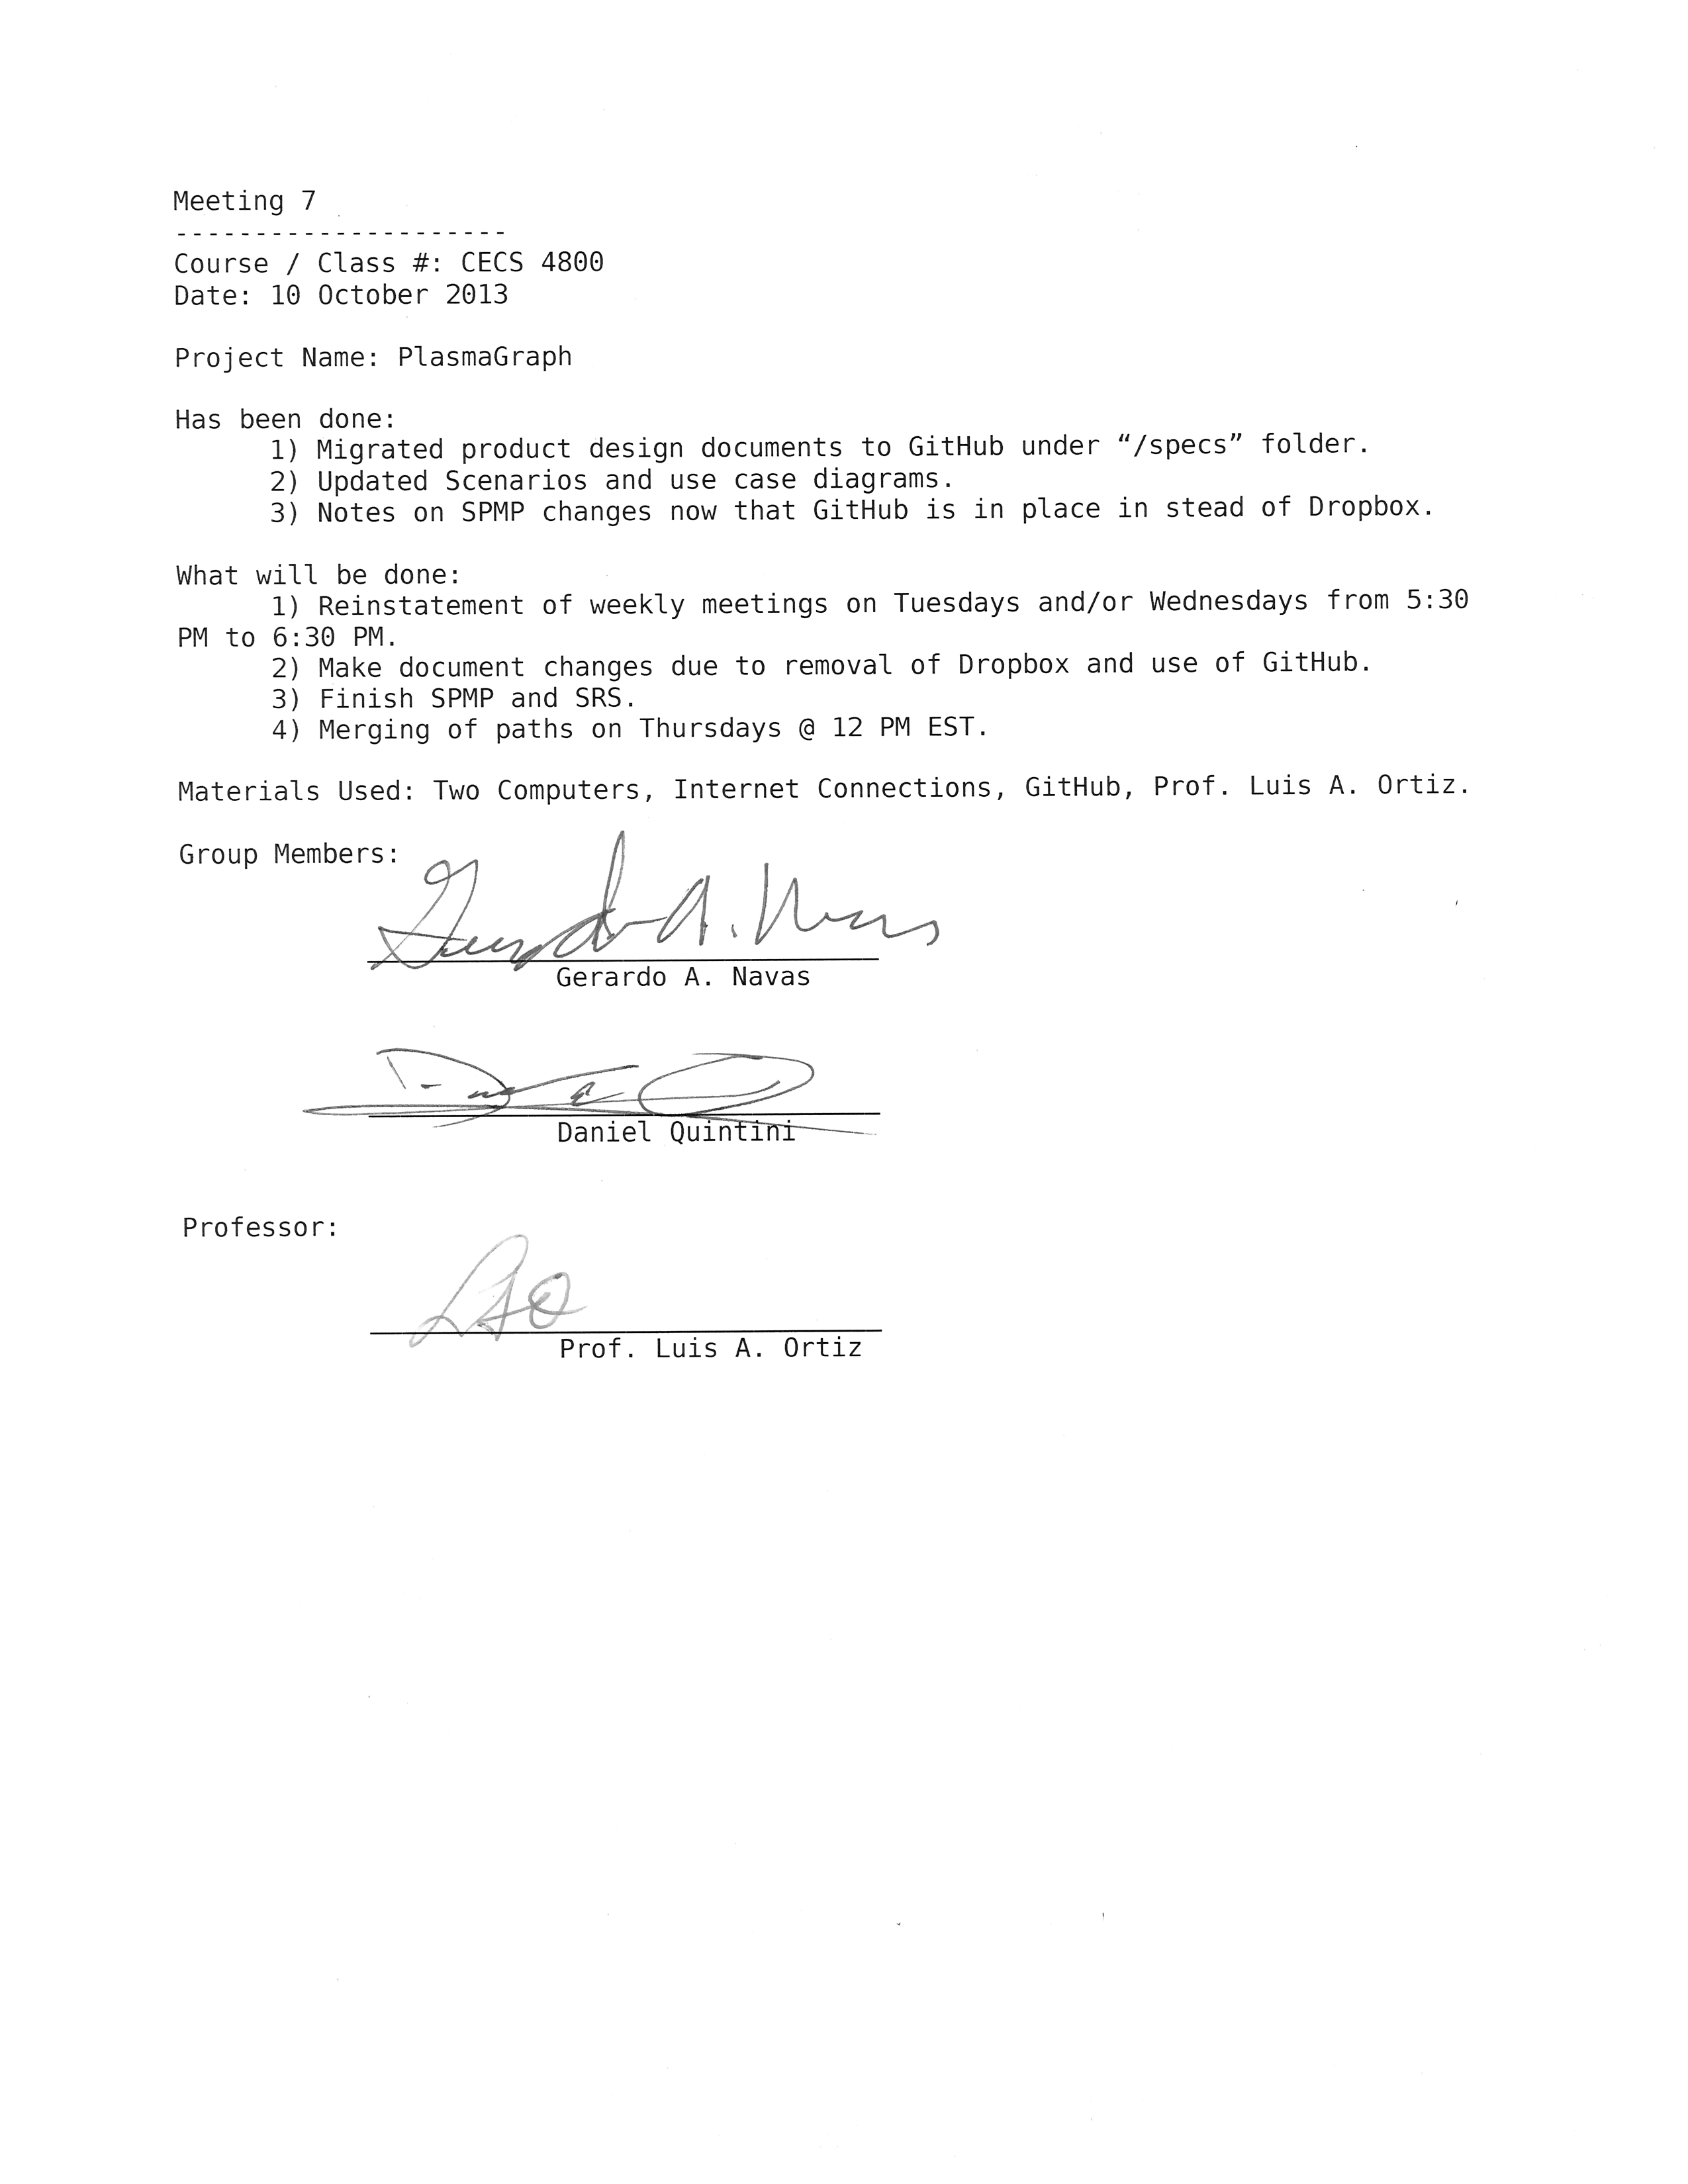 Meeting 7
---------------------
Course / Class #: CECS 4800
Date: 10 October 2013
Project Name: PlasmaGraph
Has been done:
1) Migrated product design documents to GitHub under “/specs” folder.
2) Updated Scenarios and use case diagrams.
3) Notes on SPMP changes now that GitHub is in place in stead of Dropbox.
What will be done:
1) Reinstatement of weekly meetings on Tuesdays and/or Wednesdays from 5:30
PM to 6:30 PM.
2) Make document changes due to removal of Dropbox and use of GitHub.
3) Finish SPMP and SRS.
4) Merging of paths on Thursdays @ 12 PM EST.
Materials Used: Two Computers, Internet Connections, GitHub, Prof. Luis A. Ortiz.
Group Members:
Gerardo A. Navas
Gerardo A. Navas
Daniel Quintini
Professor:
LAO
Prof. Luis A. Ortiz